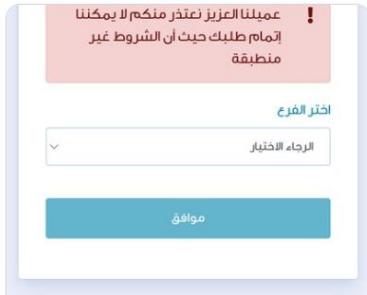 عميلنا العزيز نعتذر منكم لا يمكننا
إتمام طلبك حيث أن الشروط غير
منطبقة
اختر الفرع
الرجاء الاختيار
موافق